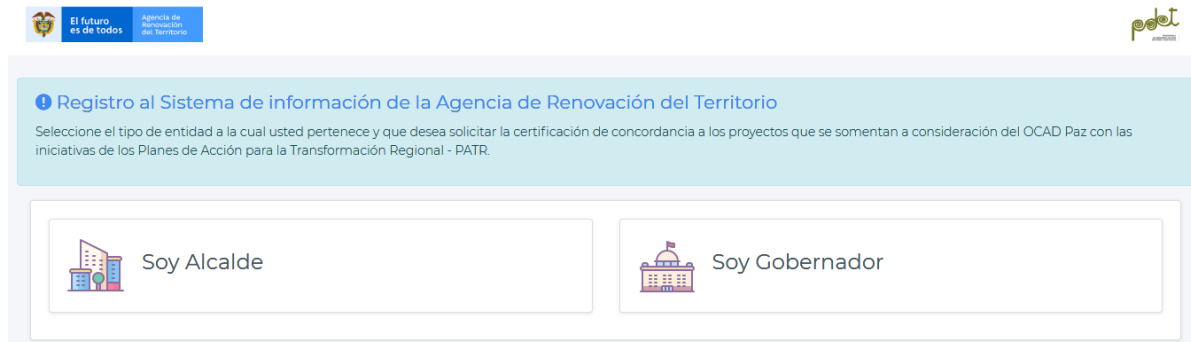 El futuro
es de todos
Agencia de
Renovación
del Territorio
pdet
Registro al Sistema de información de la Agencia de Renovación del Territorio
Seleccione el tipo de entidad a la cual usted pertenece y que desea solicitar la certificación de concordancia a los proyectos que se somentan a consideración del OCAD Paz con las
iniciativas de los Planes de Acción para la Transformación Regional - PATR.
Soy Alcalde
Soy Gobernador